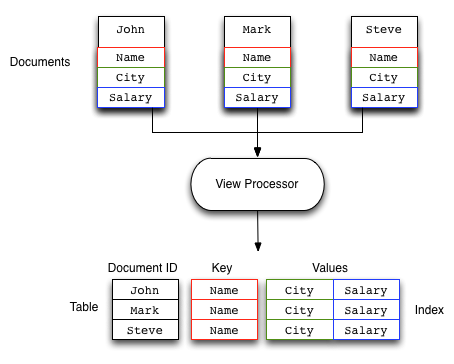 John Mark Steve
Documents Name Name Name
City City City
Salary Salary Salary
View Processor
Document ID Key Values
John Name City Salary
Table Mark Name City Salary Index
Steve Name City Salary